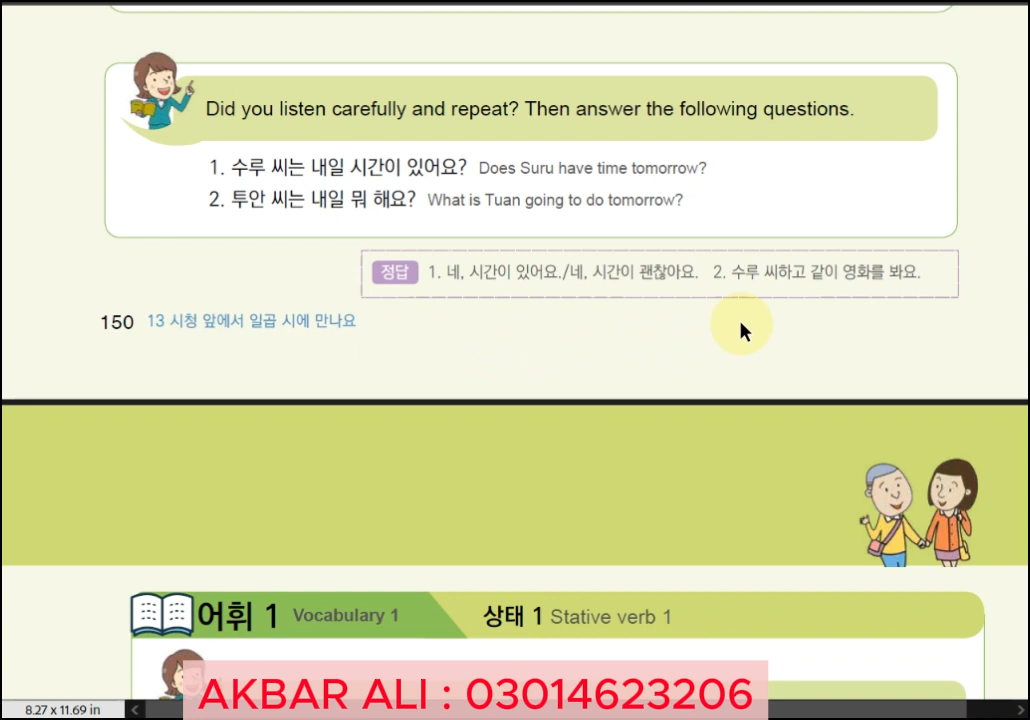 Did you listen carefully and repeat? Then answer the following questions.
1. 수루 씨는 내일 시간이 있어요? Does Suru have time tomorrow?
2. 투안 씨는 내일 뭐 해요? What is Tuan going to do tomorrow?
정답 1. 네, 시간이 있어요./네, 시간이 괜찮아요. 2. 수루 씨하고 같이 영화를 봐요.
150 13 시청 앞에서 일곱 시에 만나요
어휘 1 Vocabulary 1 상태 1 Stative verb 1
AKBAR ALI : 03014623206
8.27 x 11.69 in